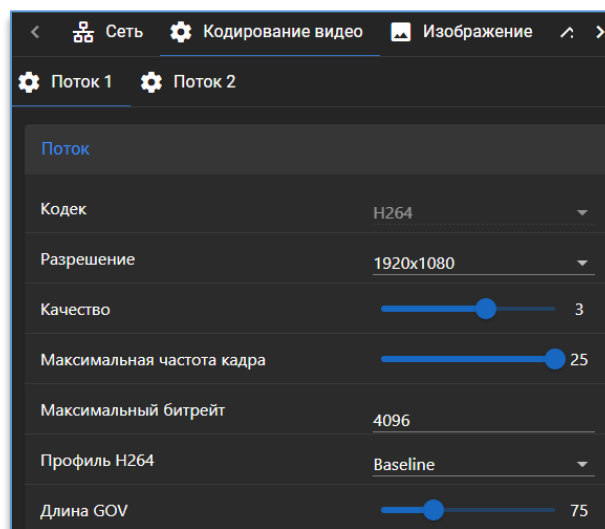 Сеть Кодирование видео Изображение
Поток 1 Поток 2
Поток
Кодек H264
Разрешение 1920x1080
Качество 3
Максимальная частота кадра 25
Максимальный битрейт 4096
Профиль H264 Baseline
Длина GOV 75